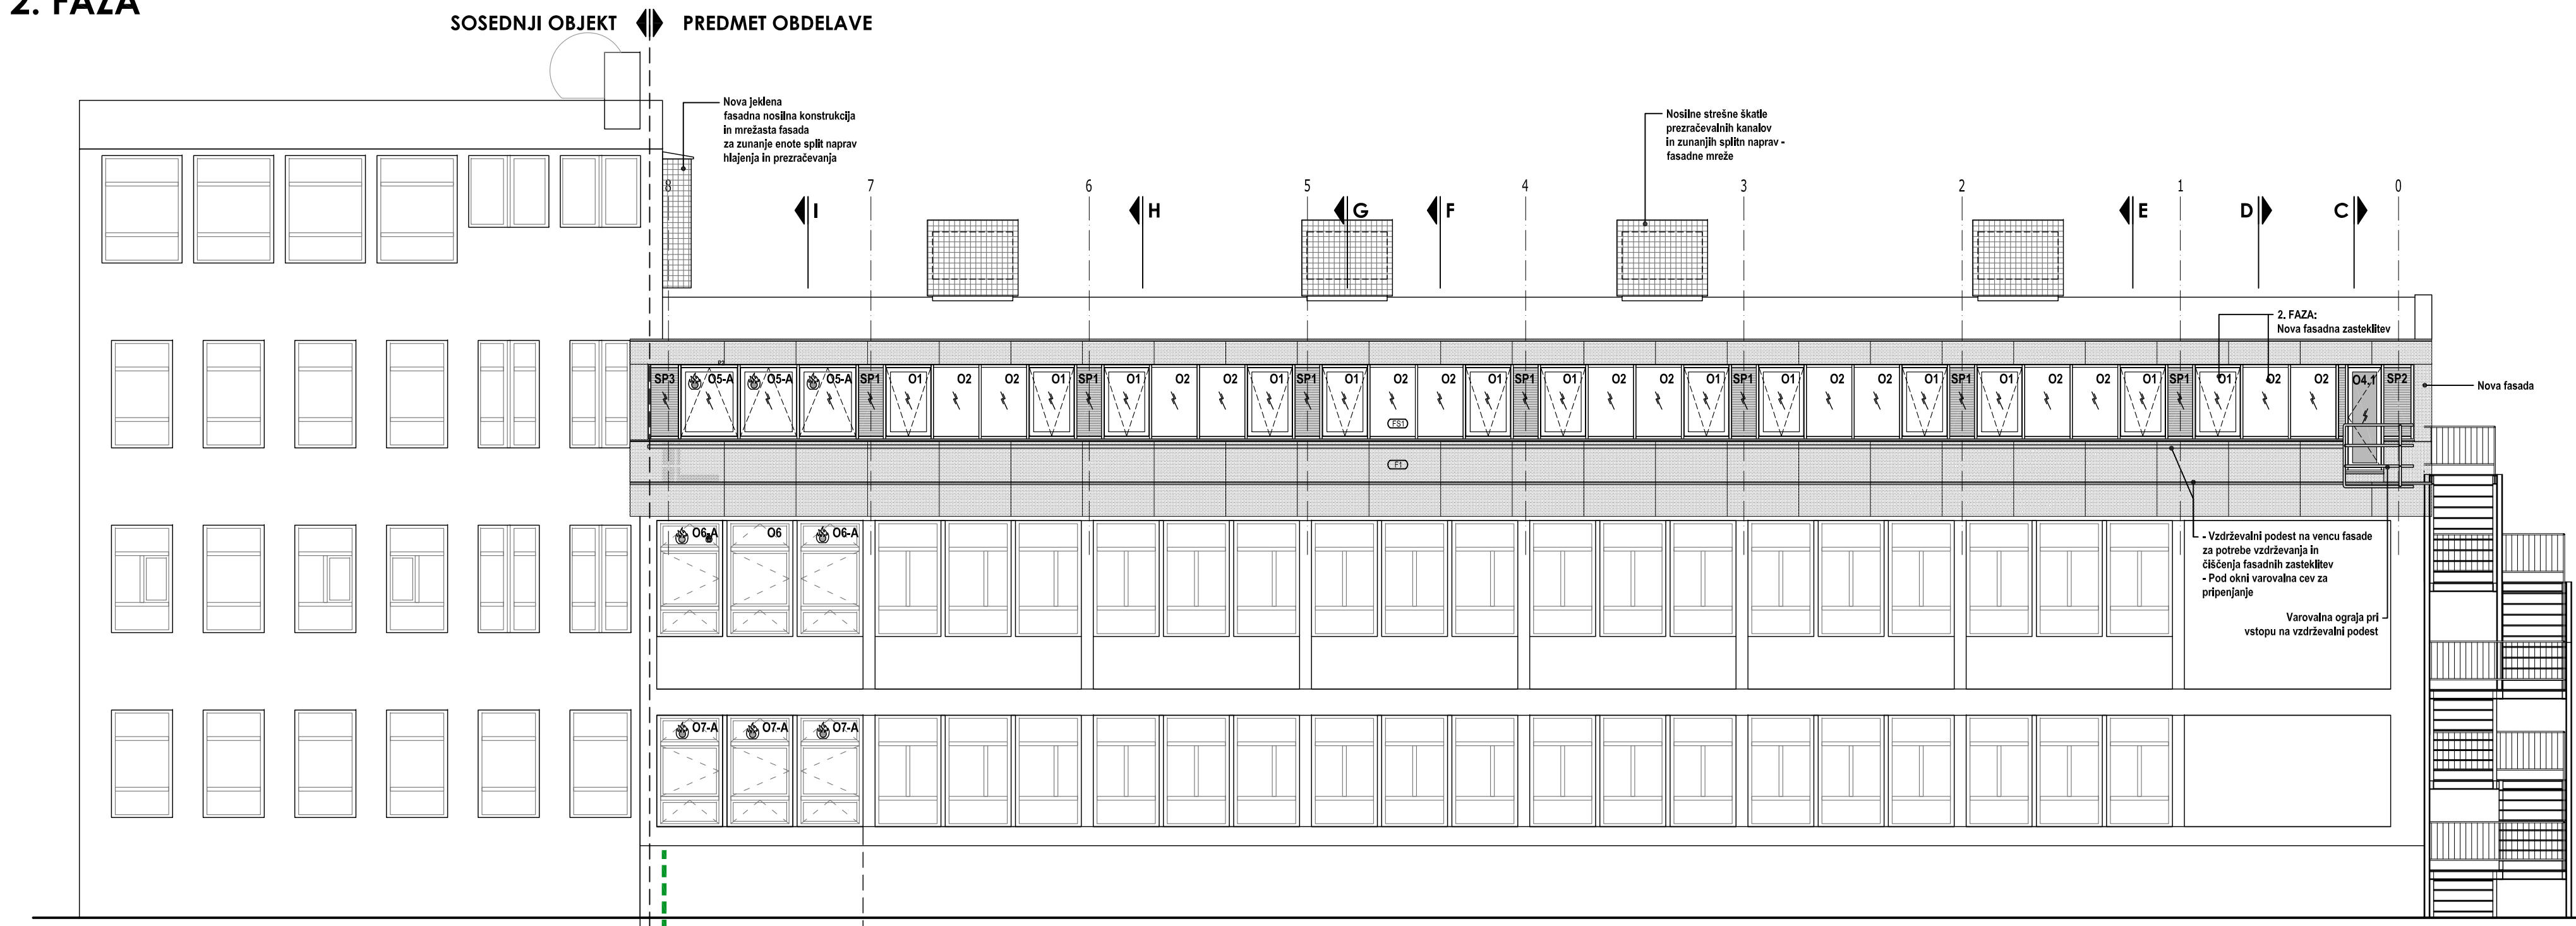 2. FAZA
SOSEDNJI OBJEKT PREDMET OBDELAVE
Nova jeklena
fasadna nosilna konstrukcija
in mrežasta fasada
za zunanje enote split naprav
hlajenja in prezračevanja
Nosilne strešne škatle
prezračevalnih kanalov
in zunanjih splitn naprav -
fasadne mreže
8 7 6 5 4 3 2 1 0
I H G F E D C
2. FAZA:
Nova fasadna zasteklitev
SP3 O5-A O5-A O5-A SP1 O1 O2 O2 O1 SP1 O1 O2 O2 O1 SP1 O1 O2 O2 O1 SP1 O1 O2 O2 O1 SP1 O1 O2 O2 O1 SP1 O1 O2 O2 O1 SP1 O1 O2 O2 O4.1 SP2
Nova fasada
FS1
F1
O6-A O6 O6-A
- Vzdrževalni podest na vencu fasade
za potrebe vzdrževanja in
čiščenja fasadnih zasteklitev
- Pod okni varovalna cev za
pripenjanje
Varovalna ograja pri
vstopu na vzdrževalni podest
O7-A O7-A O7-A